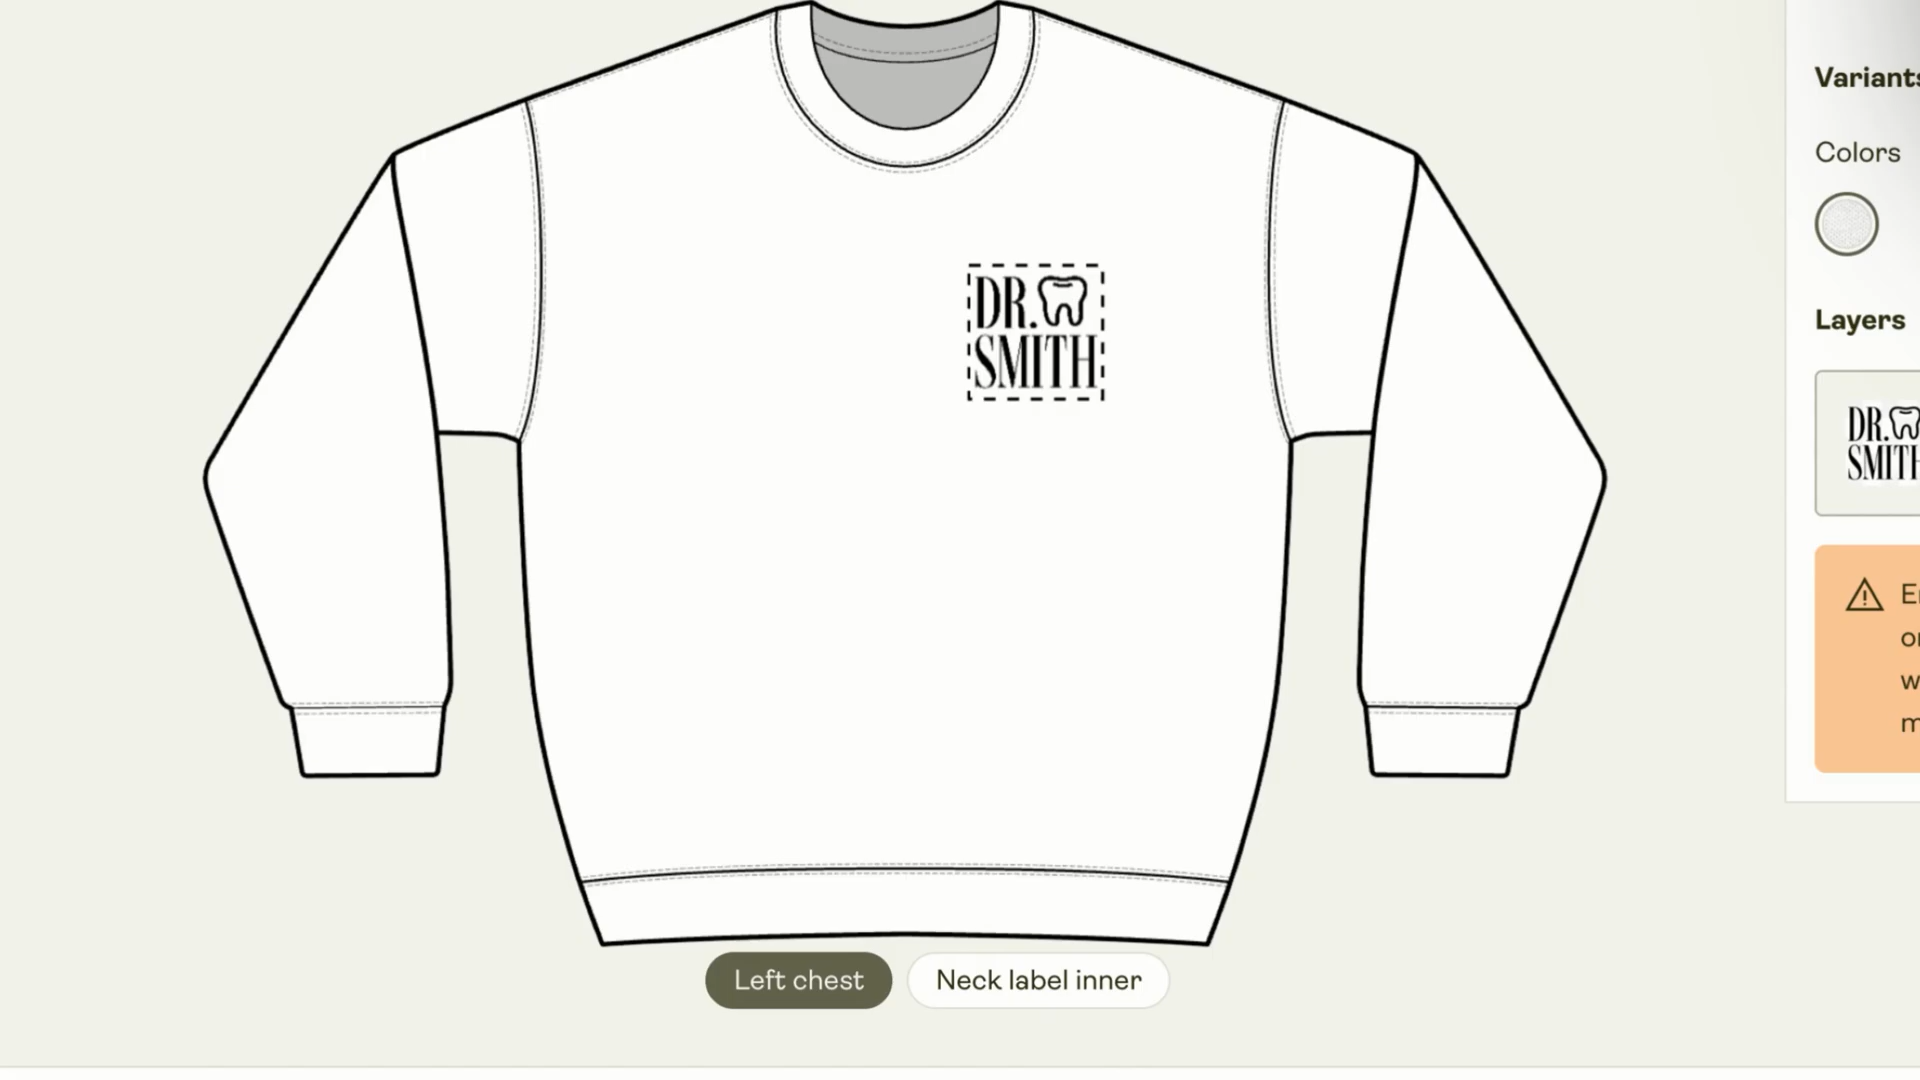 DR.
SMITH
Left chest
Neck label inner
Variants
Colors
Layers
DR.
SMITH